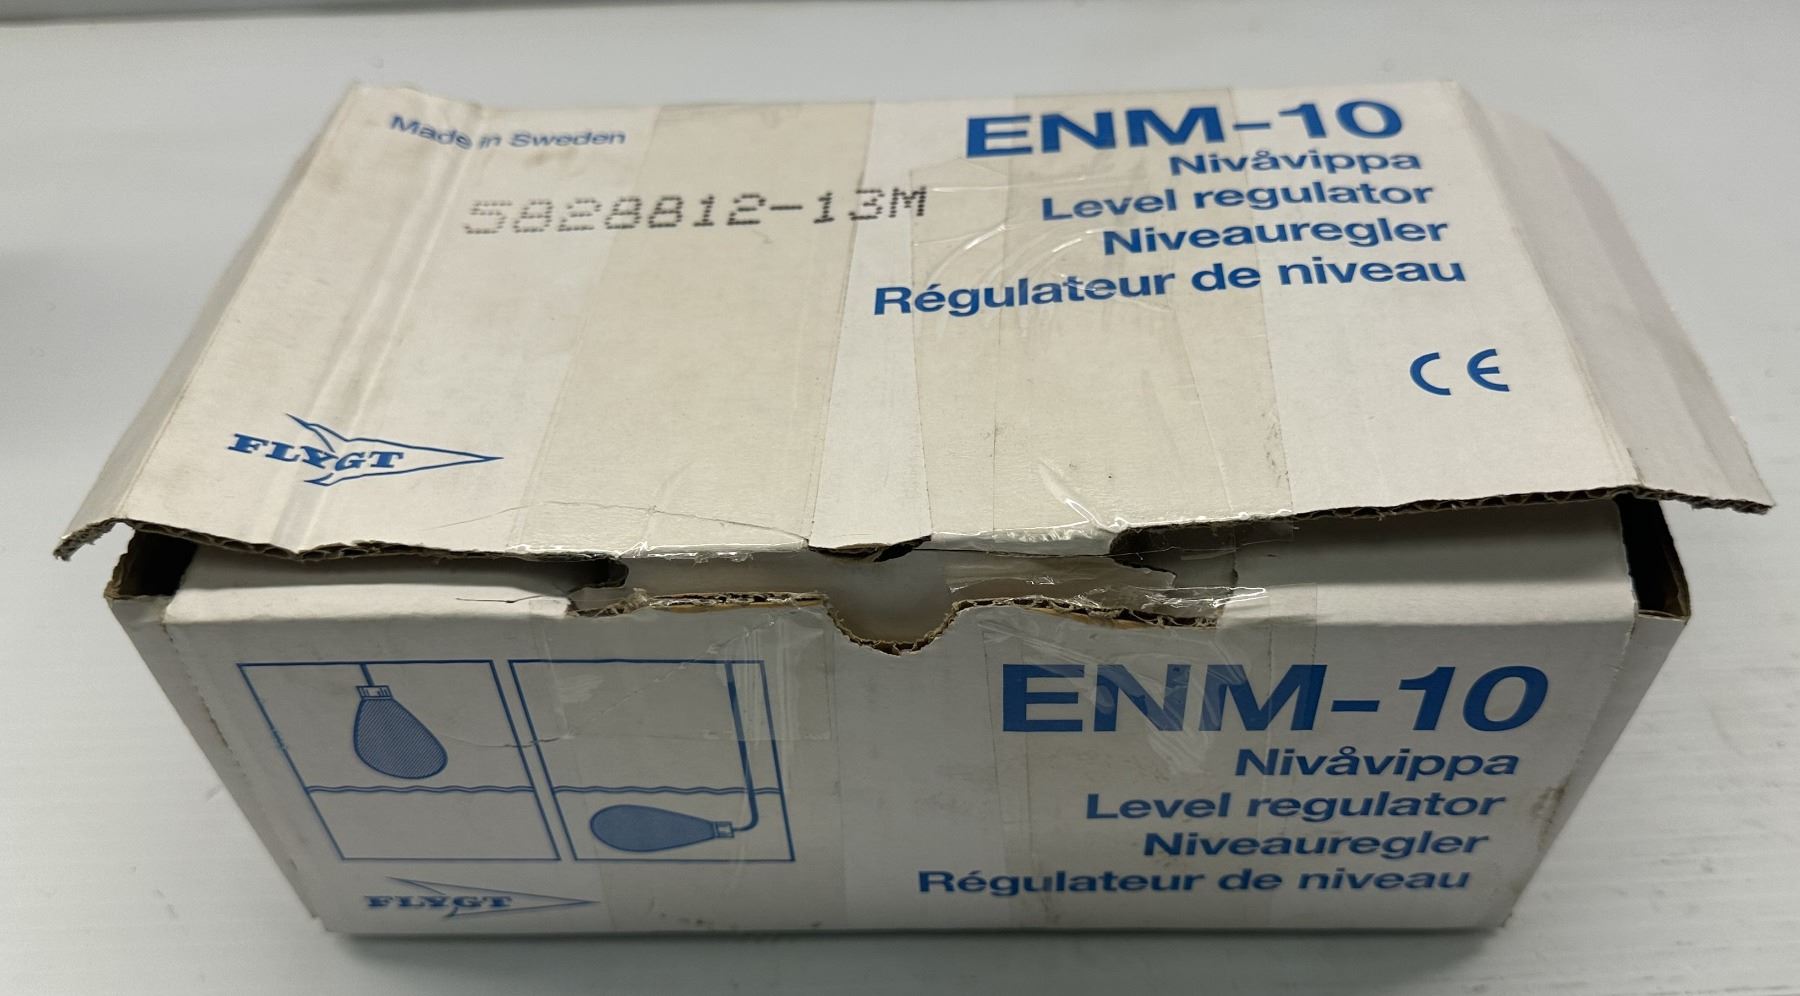 Made in Sweden
ENM-10
Nivåvippa
5828812-13M
Level regulator
Niveauregler
Régulateur de niveau
CE
FLYGT
ENM-10
Nivåvippa
Level regulator
Niveauregler
Régulateur de niveau
FLYGT